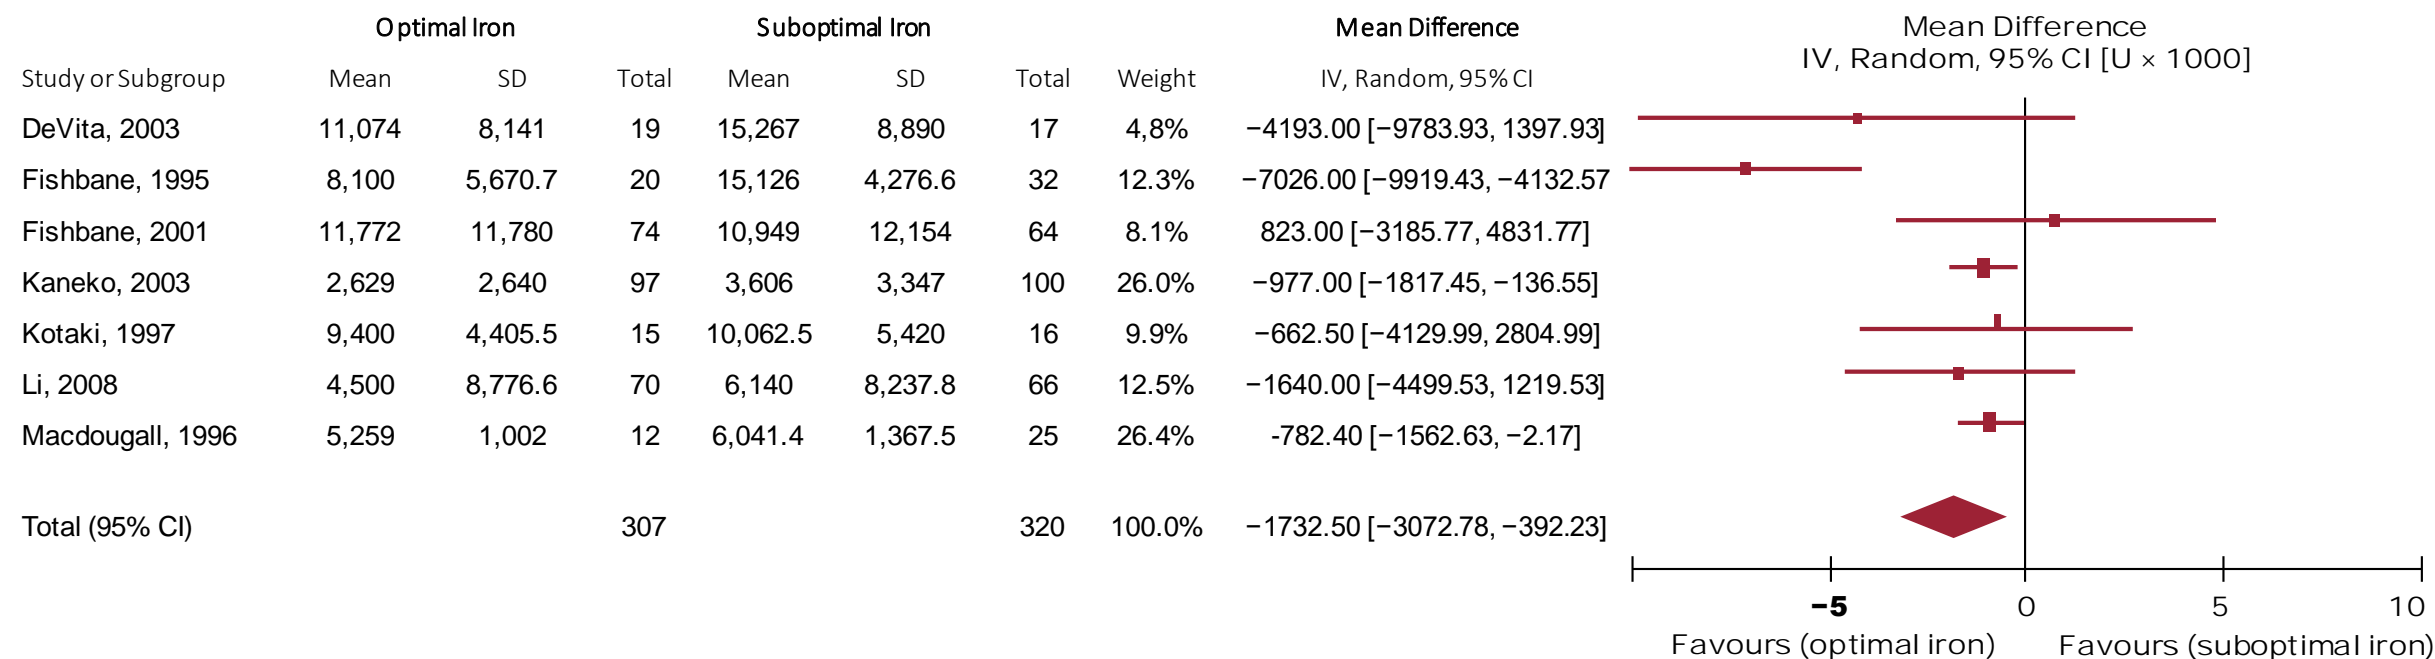 Optimal Iron Suboptimal Iron Mean Difference Mean Difference
IV, Random, 95% CI [U × 1000]
Study or Subgroup Mean SD Total Mean SD Total Weight IV, Random, 95% CI
DeVita, 2003 11,074 8,141 19 15,267 8,890 17 4,8% −4193.00 [−9783.93, 1397.93]
Fishbane, 1995 8,100 5,670.7 20 15,126 4,276.6 32 12.3% −7026.00 [−9919.43, −4132.57
Fishbane, 2001 11,772 11,780 74 10,949 12,154 64 8.1% 823.00 [−3185.77, 4831.77]
Kaneko, 2003 2,629 2,640 97 3,606 3,347 100 26.0% −977.00 [−1817.45, −136.55]
Kotaki, 1997 9,400 4,405.5 15 10,062.5 5,420 16 9.9% −662.50 [−4129.99, 2804.99]
Li, 2008 4,500 8,776.6 70 6,140 8,237.8 66 12.5% −1640.00 [−4499.53, 1219.53]
Macdougall, 1996 5,259 1,002 12 6,041.4 1,367.5 25 26.4% -782.40 [−1562.63, −2.17]
Total (95% CI) 307 320 100.0% −1732.50 [−3072.78, −392.23]
−5 0 5 10
Favours (optimal iron) Favours (suboptimal iron)